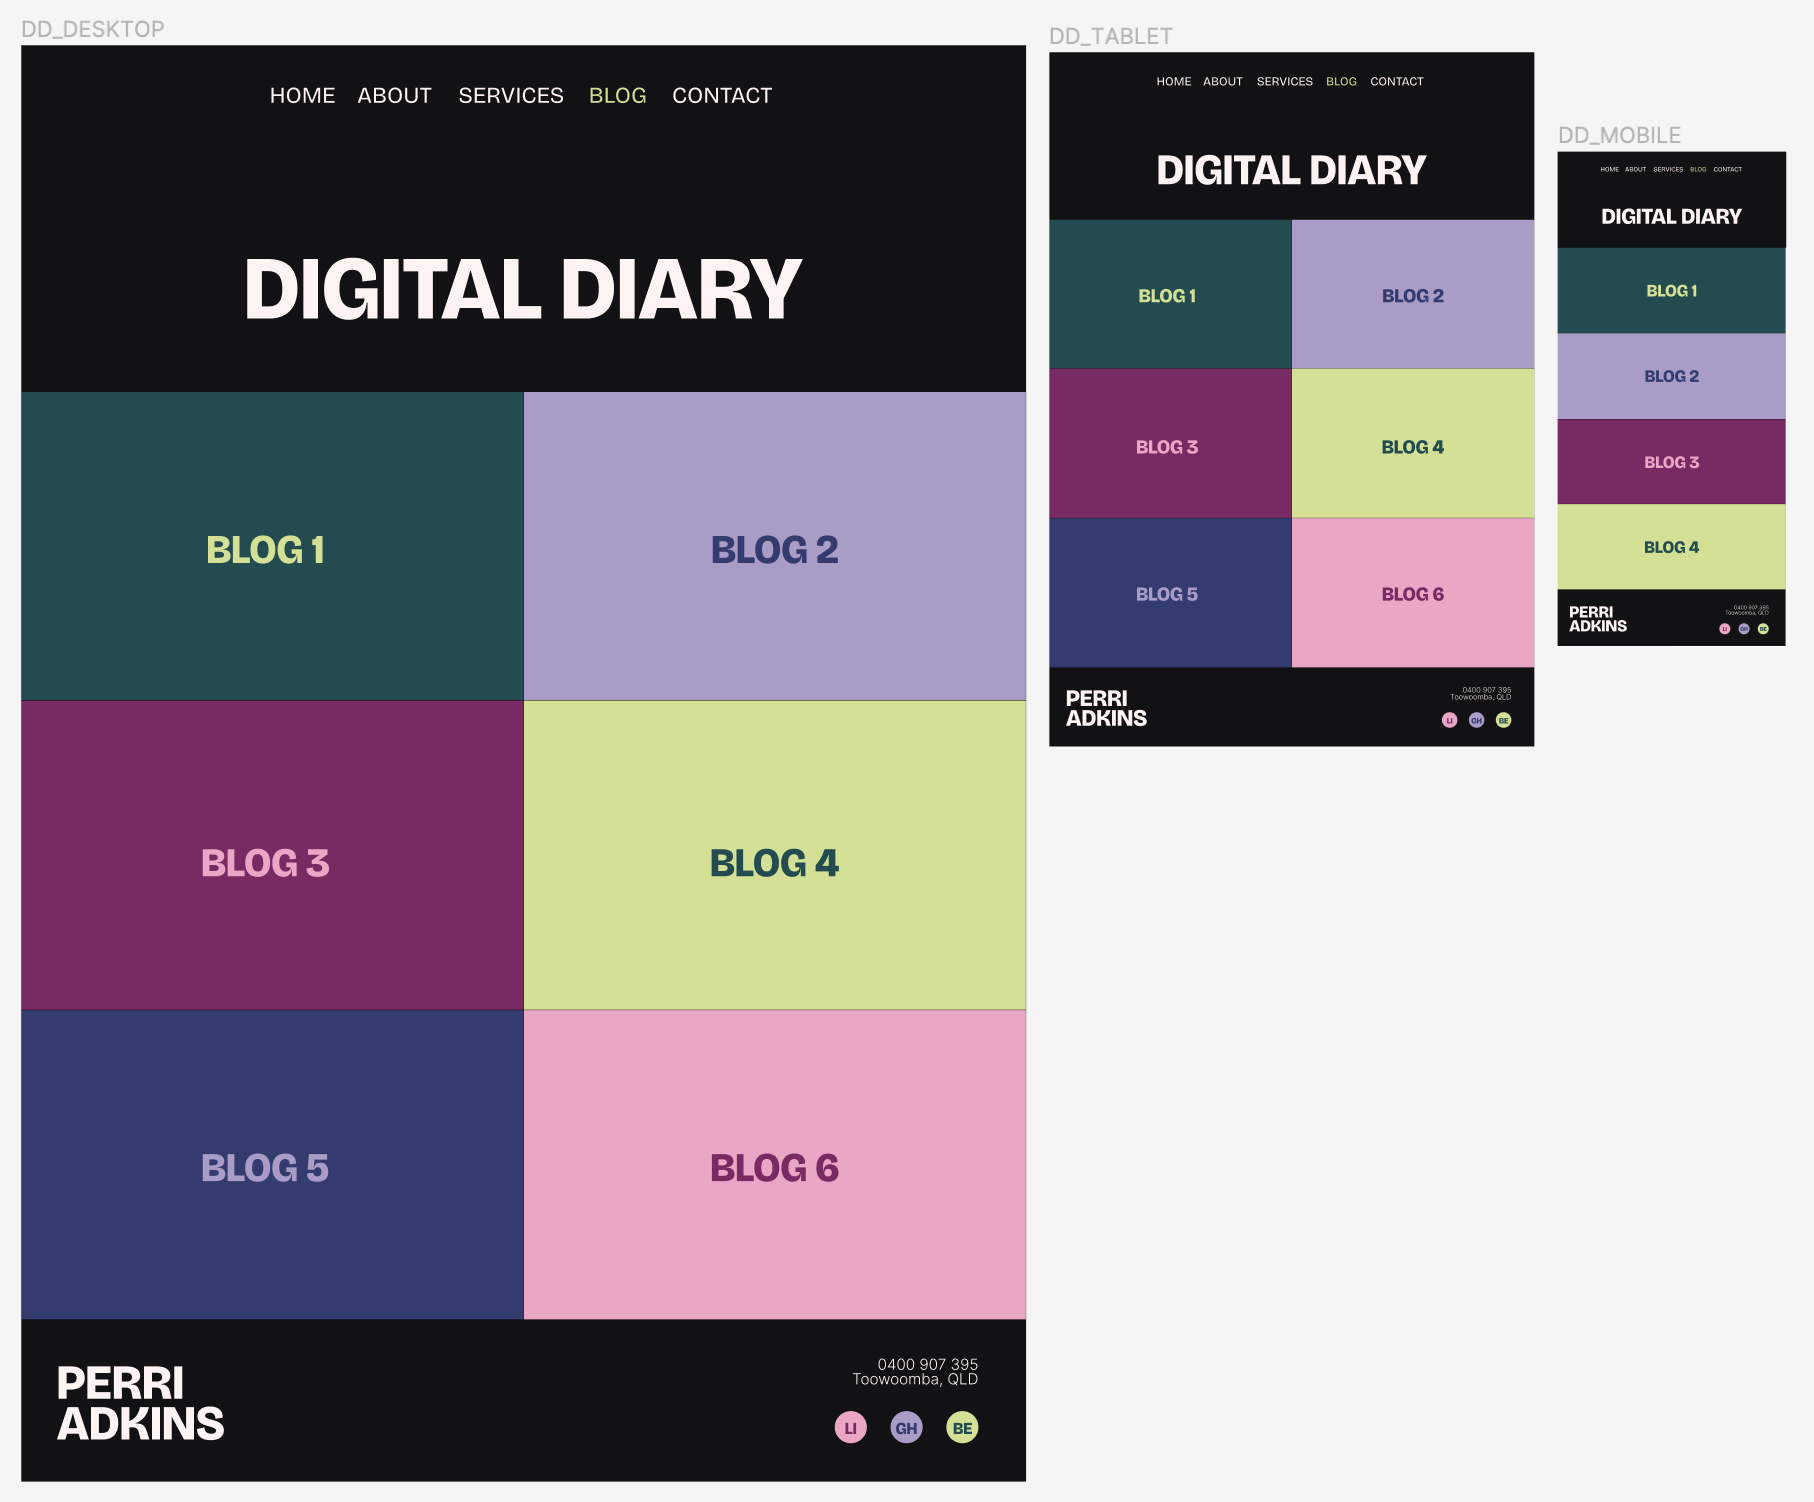 DD_DESKTOP
HOME ABOUT SERVICES BLOG CONTACT
DIGITAL DIARY
BLOG 1
BLOG 2
BLOG 3
BLOG 4
BLOG 5
BLOG 6
PERRI
ADKINS
0400 907 395
Toowoomba, QLD
LI GH BE
DD_TABLET
HOME ABOUT SERVICES BLOG CONTACT
DIGITAL DIARY
BLOG 1
BLOG 2
BLOG 3
BLOG 4
BLOG 5
BLOG 6
PERRI
ADKINS
0400 907 395
Toowoomba, QLD
LI GH BE
DD_MOBILE
HOME ABOUT SERVICES BLOG CONTACT
DIGITAL DIARY
BLOG 1
BLOG 2
BLOG 3
BLOG 4
PERRI
ADKINS
0400 907 395
Toowoomba, QLD
LI GH BE